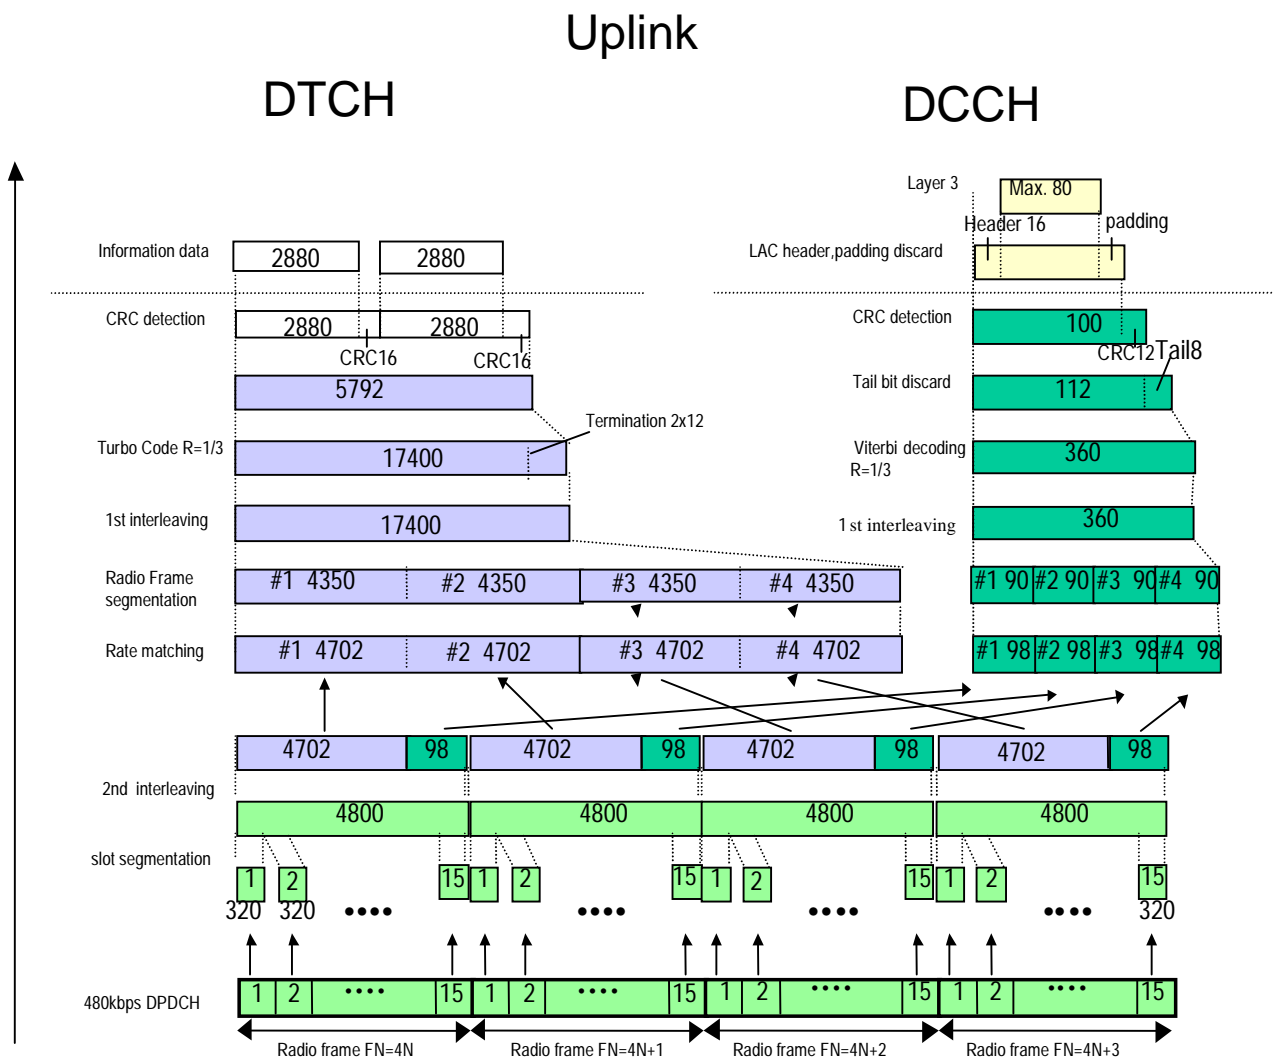 Uplink
DTCH
DCCH
Layer 3
Max. 80
Header 16
padding
Information data
2880
2880
LAC header,padding discard
CRC detection
2880
2880
CRC detection
100
CRC16
CRC16
CRC12
Tail8
5792
Tail bit discard
112
Termination 2x12
Turbo Code R=1/3
17400
Viterbi decoding
R=1/3
360
1st interleaving
17400
1st interleaving
360
Radio Frame
segmentation
#1 4350
#2 4350
#3 4350
#4 4350
#1 90
#2 90
#3 90
#4 90
Rate matching
#1 4702
#2 4702
#3 4702
#4 4702
#1 98
#2 98
#3 98
#4 98
4702
98
4702
98
4702
98
4702
98
2nd interleaving
4800
4800
4800
4800
slot segmentation
1
2
15
1
2
15
1
2
15
1
2
15
320
320
••••
••••
••••
••••
320
480kbps DPDCH
1
2
••••
15
1
2
••••
15
1
2
••••
15
1
2
••••
15
Radio frame FN=4N
Radio frame FN=4N+1
Radio frame FN=4N+2
Radio frame FN=4N+3